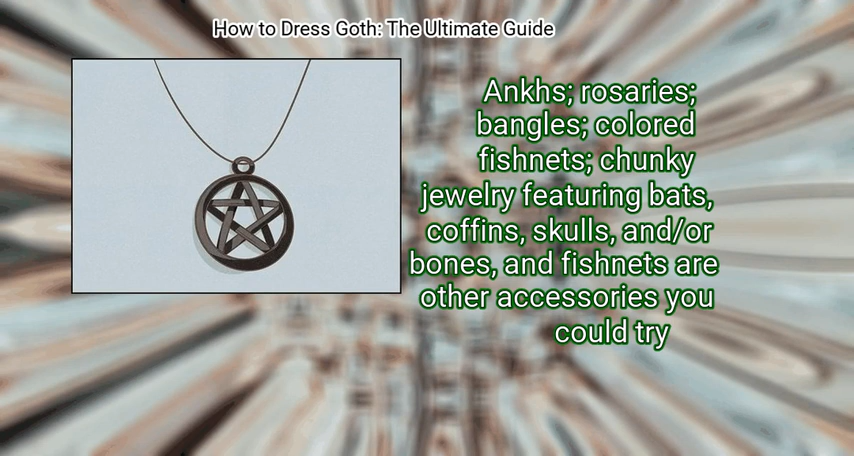 How to Dress Goth: The Ultimate Guide
Ankhs; rosaries;
bangles; colored
fishnets; chunky
jewelry featuring bats,
coffins, skulls, and/or
bones, and fishnets are
other accessories you
could try